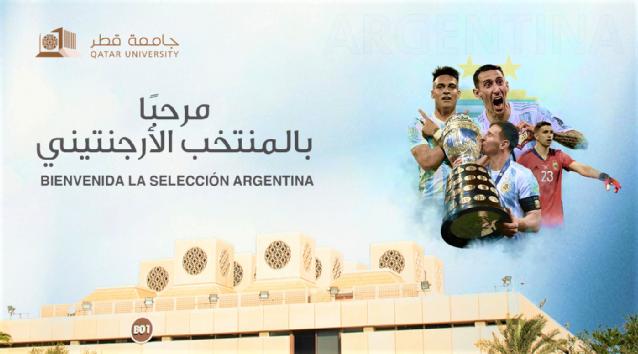 جامعة قطر
QATAR UNIVERSITY
ARGENTINA
مرحبًا
بالمنتخب الأرجنتيني
BIENVENIDA LA SELECCIÓN ARGENTINA
23
B01